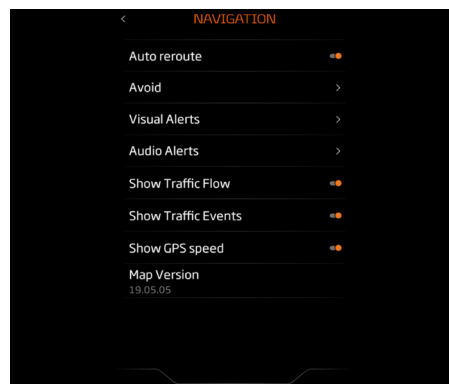 NAVIGATION
Auto reroute
Avoid
Visual Alerts
Audio Alerts
Show Traffic Flow
Show Traffic Events
Show GPS speed
Map Version
19.05.05